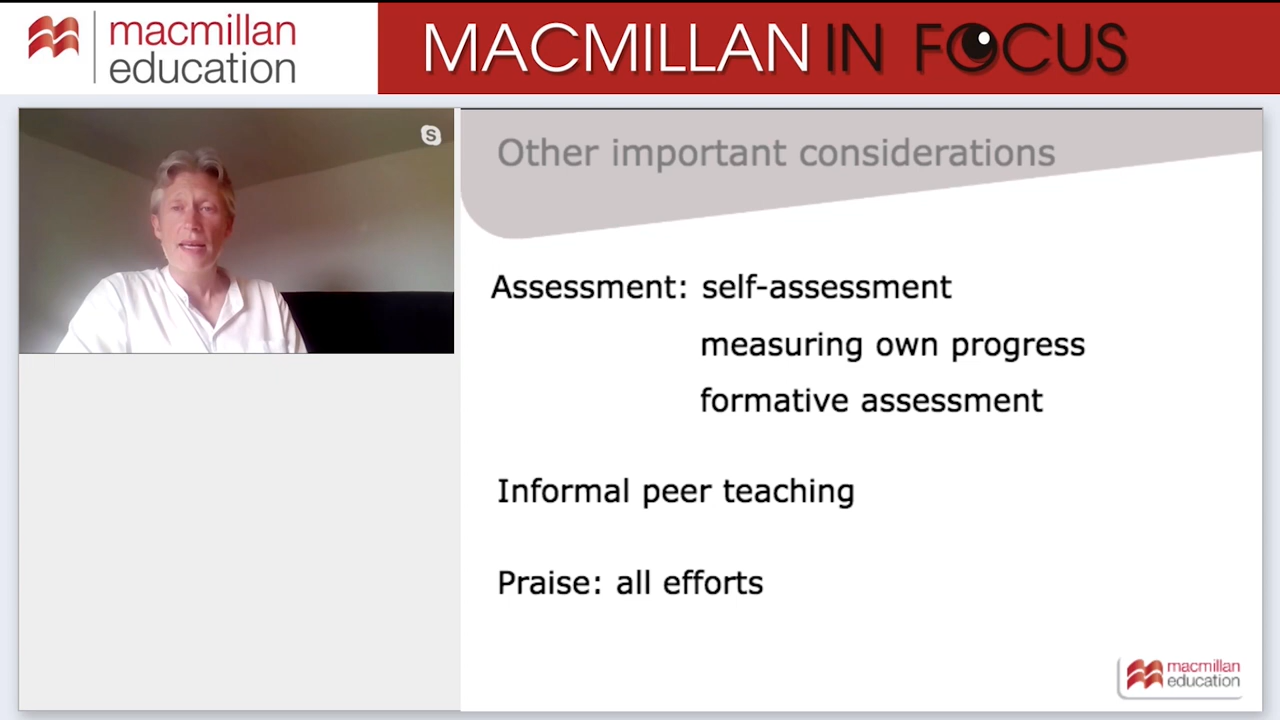 macmillan
education
MACMILLAN IN FOCUS
S
Other important considerations
Assessment: self-assessment
measuring own progress
formative assessment
Informal peer teaching
Praise: all efforts
macmillan
education